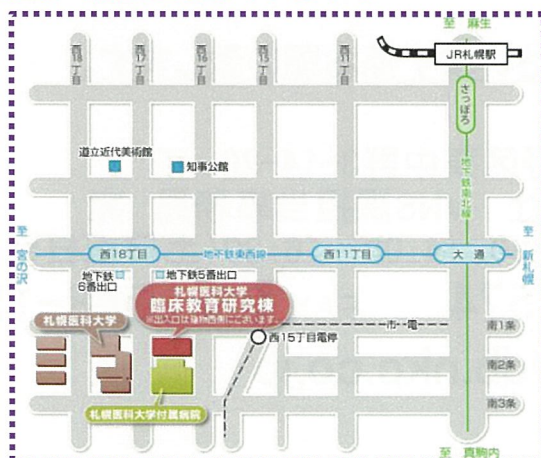 至 麻生
JR札幌駅
西18丁目
西17丁目
西16丁目
西15丁目
西11丁目
さっぽろ
地下鉄南北線
道立近代美術館
知事公館
至 宮の沢
西18丁目
地下鉄東西線
西11丁目
大通
至 新札幌
地下鉄
6番出口
地下鉄5番出口
札幌医科大学
臨床教育研究棟
※出入口は建物西側にございます。
札幌医科大学
市電
南1条
西15丁目電停
南2条
札幌医科大学付属病院
南3条
至 真駒内